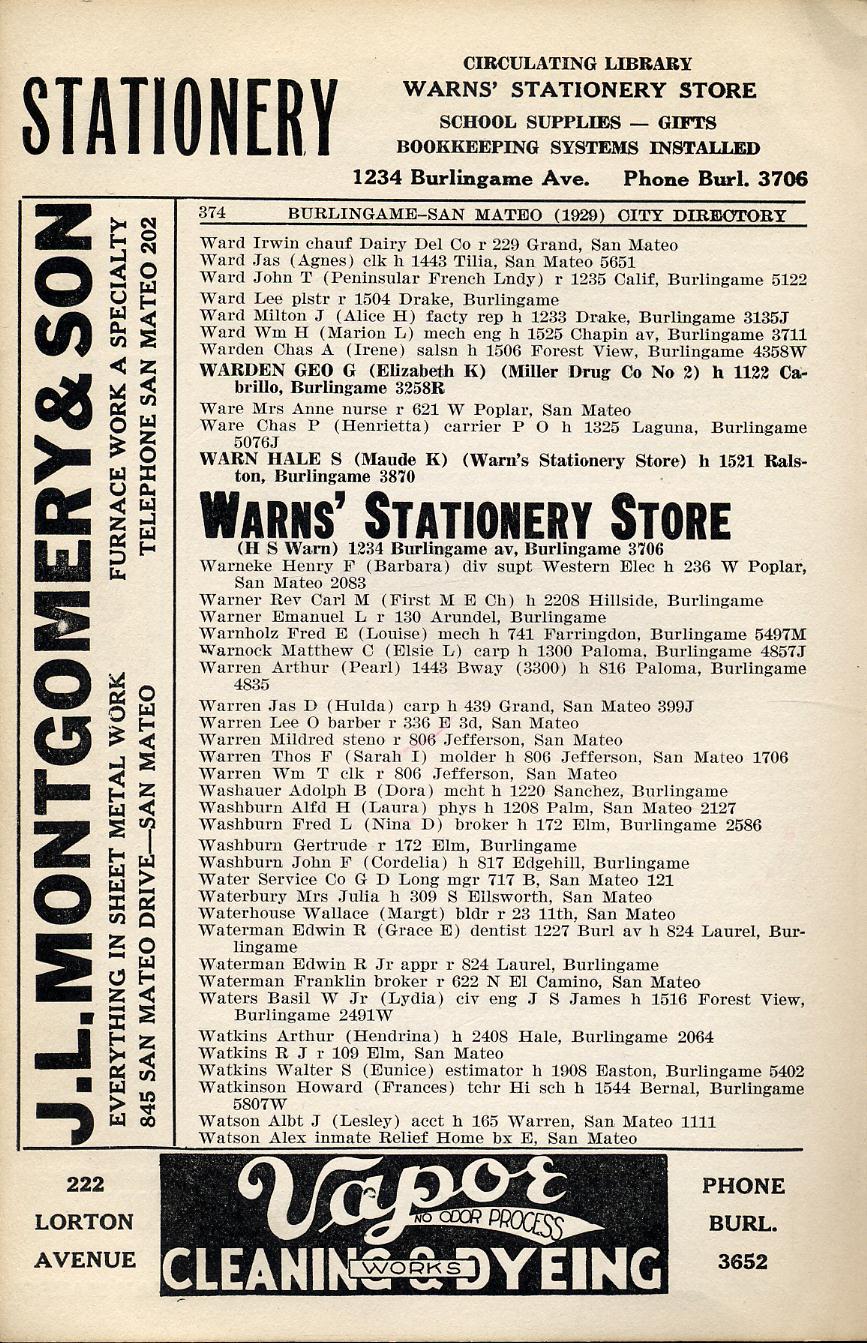 STATIONERY
CIRCULATING LIBRARY
WARNS' STATIONERY STORE
SCHOOL SUPPLIES — GIFTS
BOOKKEEPING SYSTEMS INSTALLED
1234 Burlingame Ave. Phone Burl. 3706
J.L. MONTGOMERY & SON
EVERYTHING IN SHEET METAL WORK FURNACE WORK A SPECIALTY
845 SAN MATEO DRIVE—SAN MATEO TELEPHONE SAN MATEO 202
374 BURLINGAME-SAN MATEO (1929) CITY DIRECTORY
Ward Irwin chauf Dairy Del Co r 229 Grand, San Mateo
Ward Jas (Agnes) clk h 1443 Tilia, San Mateo 5651
Ward John T (Peninsular French Lndy) r 1235 Calif, Burlingame 5122
Ward Lee plstr r 1504 Drake, Burlingame
Ward Milton J (Alice H) facty rep h 1233 Drake, Burlingame 3135J
Ward Wm H (Marion L) mech eng h 1525 Chapin av, Burlingame 3711
Warden Chas A (Irene) salsn h 1506 Forest View, Burlingame 4358W
WARDEN GEO G (Elizabeth K) (Miller Drug Co No 2) h 1122 Ca-
brillo, Burlingame 3258R
Ware Mrs Anne nurse r 621 W Poplar, San Mateo
Ware Chas P (Henrietta) carrier P O h 1325 Laguna, Burlingame
5076J
WARN HALE S (Maude K) (Warn's Stationery Store) h 1521 Rals-
ton, Burlingame 3870
WARNS' STATIONERY STORE
(H S Warn) 1234 Burlingame av, Burlingame 3706
Warneke Henry F (Barbara) div supt Western Elec h 236 W Poplar,
San Mateo 2083
Warner Rev Carl M (First M E Ch) h 2208 Hillside, Burlingame
Warner Emanuel L r 130 Arundel, Burlingame
Warnholz Fred E (Louise) mech h 741 Farringdon, Burlingame 5497M
Warnock Matthew C (Elsie L) carp h 1300 Paloma, Burlingame 4857J
Warren Arthur (Pearl) 1443 Bway (3300) h 816 Paloma, Burlingame
4835
Warren Jas D (Hulda) carp h 439 Grand, San Mateo 399J
Warren Lee O barber r 336 E 3d, San Mateo
Warren Mildred steno r 806 Jefferson, San Mateo
Warren Thos F (Sarah I) molder h 806 Jefferson, San Mateo 1706
Warren Wm T clk r 806 Jefferson, San Mateo
Washauer Adolph B (Dora) mcht h 1220 Sanchez, Burlingame
Washburn Alfd H (Laura) phys h 1208 Palm, San Mateo 2127
Washburn Fred L (Nina D) broker h 172 Elm, Burlingame 2586
Washburn Gertrude r 172 Elm, Burlingame
Washburn John F (Cordelia) h 817 Edgehill, Burlingame
Water Service Co G D Long mgr 717 B, San Mateo 121
Waterbury Mrs Julia h 309 S Ellsworth, San Mateo
Waterhouse Wallace (Margt) bldr r 23 11th, San Mateo
Waterman Edwin R (Grace E) dentist 1227 Burl av h 824 Laurel, Bur-
lingame
Waterman Edwin R Jr appr r 824 Laurel, Burlingame
Waterman Franklin broker r 622 N El Camino, San Mateo
Waters Basil W Jr (Lydia) civ eng J S James h 1516 Forest View,
Burlingame 2491W
Watkins Arthur (Hendrina) h 2408 Hale, Burlingame 2064
Watkins R J r 109 Elm, San Mateo
Watkins Walter S (Eunice) estimator h 1908 Easton, Burlingame 5402
Watkinson Howard (Frances) tchr Hi sch h 1544 Bernal, Burlingame
5807W
Watson Albt J (Lesley) acct h 165 Warren, San Mateo 1111
Watson Alex inmate Relief Home bx E, San Mateo
222
LORTON
AVENUE
Vapor
NO ODOR PROCESS
CLEANING & DYEING
WORKS
PHONE
BURL.
3652